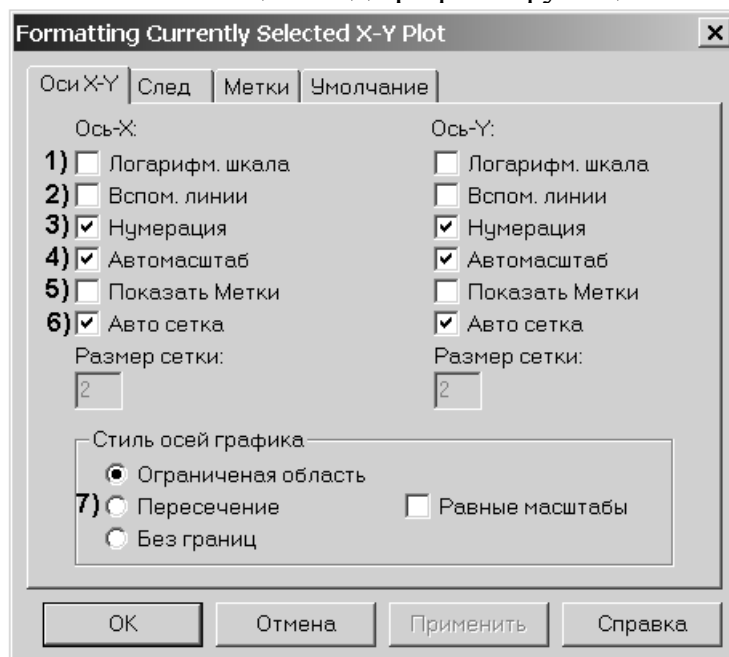 Formatting Currently Selected X-Y Plot
Оси X-Y След Метки Умолчание
Ось-X: Ось-Y:
1) Логарифм. шкала Логарифм. шкала
2) Вспом. линии Вспом. линии
3) Нумерация Нумерация
4) Автомасштаб Автомасштаб
5) Показать Метки Показать Метки
6) Авто сетка Авто сетка
Размер сетки: Размер сетки:
2 2
Стиль осей графика
Ограниченая область
7) Пересечение Равные масштабы
Без границ
OK Отмена Применить Справка